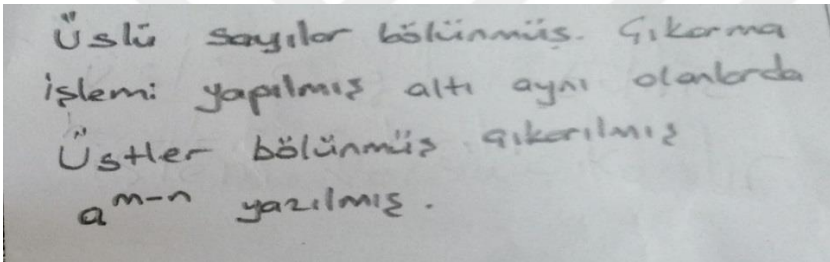 Üslü sayılar bölünmüş. Çıkarma
işlemi yapılmış altı aynı olanlarda
Üstler bölünmüş çıkarılmış
a^m-n yazılmış.